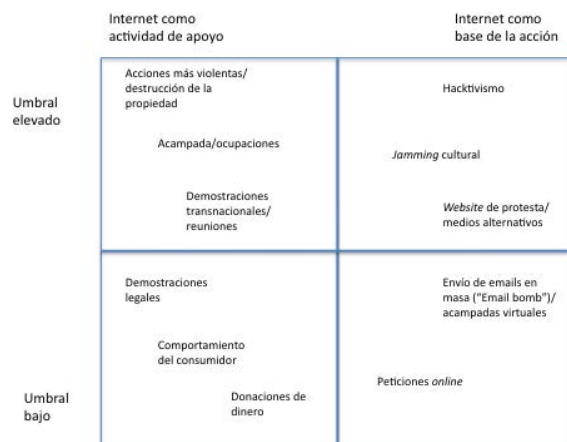 Internet como
actividad de apoyo
Internet como
base de la acción
Umbral
elevado
Acciones más violentas/
destrucción de la
propiedad
Acampada/ocupaciones
Demostraciones
transnacionales/
reuniones
Hacktivismo
Jamming cultural
Website de protesta/
medios alternativos
Umbral
bajo
Demostraciones
legales
Comportamiento
del consumidor
Donaciones de
dinero
Envío de emails en
masa ("Email bomb")/
acampadas virtuales
Peticiones online